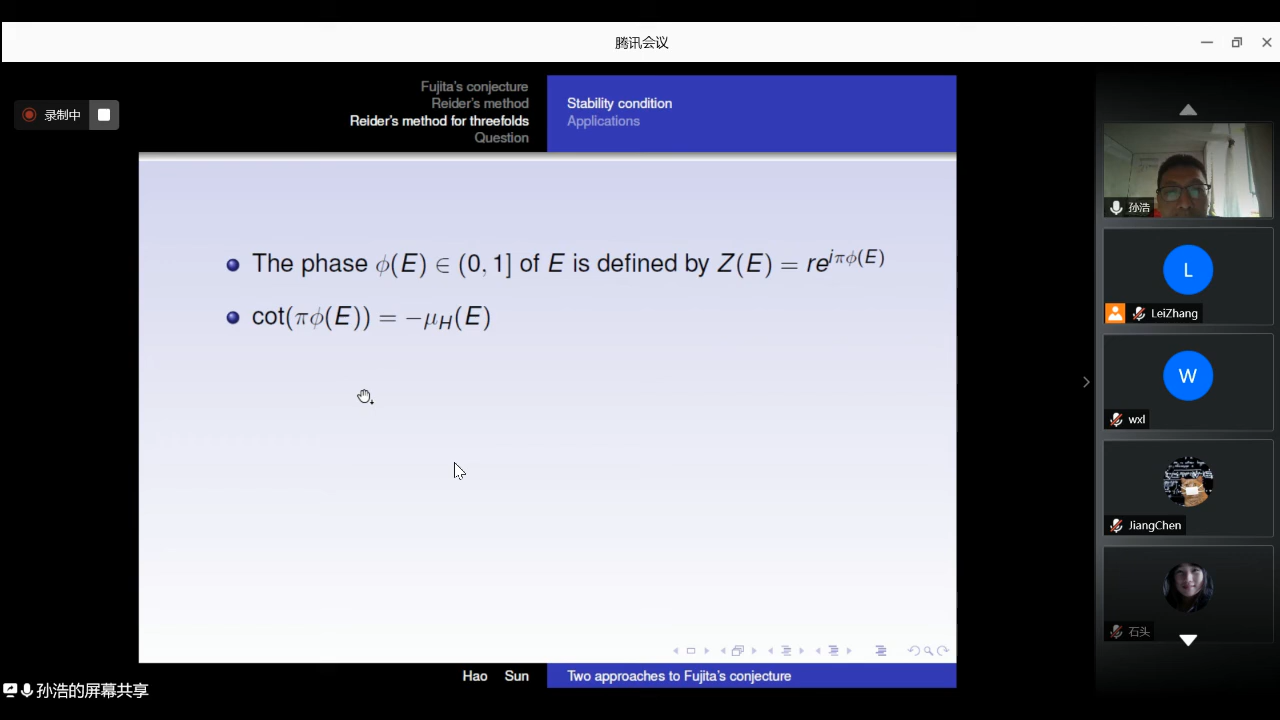 腾讯会议
录制中
Fujita's conjecture
Reider's method
Reider's method for threefolds
Question
Stability condition
Applications
The phase ϕ(E) ∈ (0, 1] of E is defined by Z(E) = re^{iπϕ(E)}
cot(πϕ(E)) = −μ_H(E)
Hao Sun
Two approaches to Fujita's conjecture
孙浩的屏幕共享
孙浩
L
LeiZhang
W
wxl
JiangChen
石头